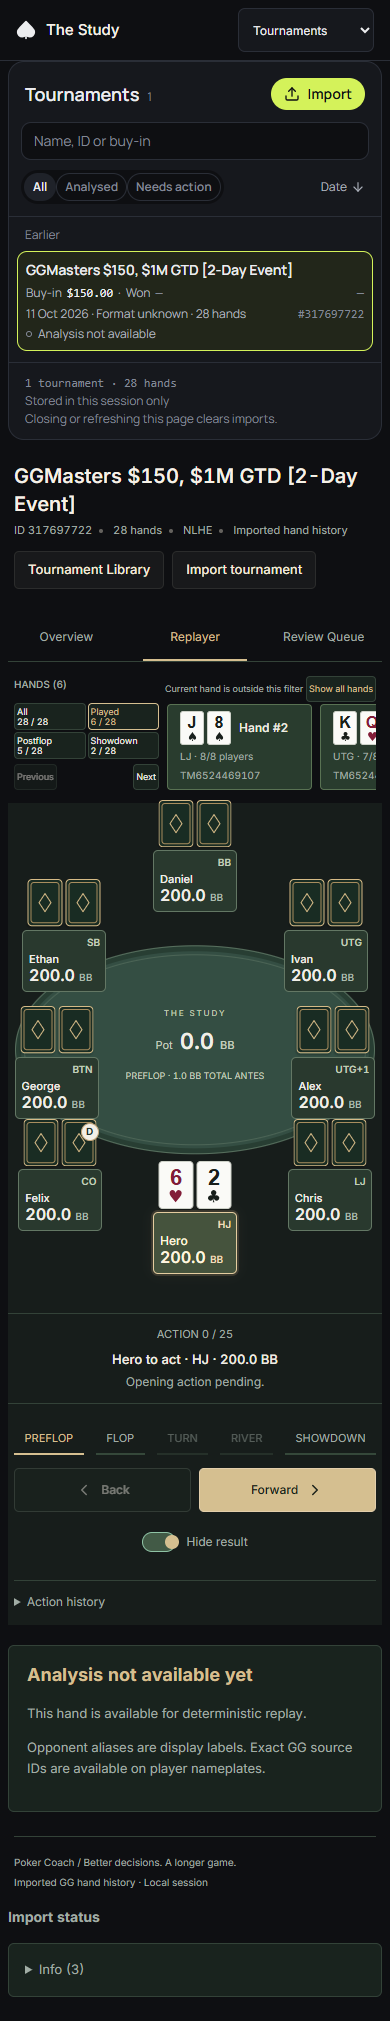 The Study
Tournaments
Tournaments 1
Import
Name, ID or buy-in
All
Analysed
Needs action
Date ↓
Earlier
GGMasters $150, $1M GTD [2-Day Event]
Buy-in $150.00 · Won —
—
11 Oct 2026 · Format unknown · 28 hands
#317697722
Analysis not available
1 tournament · 28 hands
Stored in this session only
Closing or refreshing this page clears imports.
GGMasters $150, $1M GTD [2-Day
Event]
ID 317697722 • 28 hands • NLHE • Imported hand history
Tournament Library
Import tournament
Overview
Replayer
Review Queue
HANDS (6)
Current hand is outside this filter
Show all hands
All
28 / 28
Played
6 / 28
Postflop
5 / 28
Showdown
2 / 28
Previous
Next
J♠ 8♠
Hand #2
LJ · 8/8 players
TM6524469107
K♣ Q♥
UTG · 7/8
TM6524
BB
Daniel
200.0 BB
SB
Ethan
200.0 BB
UTG
Ivan
200.0 BB
THE STUDY
Pot 0.0 BB
PREFLOP · 1.0 BB TOTAL ANTES
BTN
George
200.0 BB
UTG+1
Alex
200.0 BB
D
CO
Felix
200.0 BB
LJ
Chris
200.0 BB
6♥ 2♣
HJ
Hero
200.0 BB
ACTION 0 / 25
Hero to act · HJ · 200.0 BB
Opening action pending.
PREFLOP
FLOP
TURN
RIVER
SHOWDOWN
Back
Forward
Hide result
Action history
Analysis not available yet
This hand is available for deterministic replay.
Opponent aliases are display labels. Exact GG source
IDs are available on player nameplates.
Poker Coach / Better decisions. A longer game.
Imported GG hand history · Local session
Import status
Info (3)